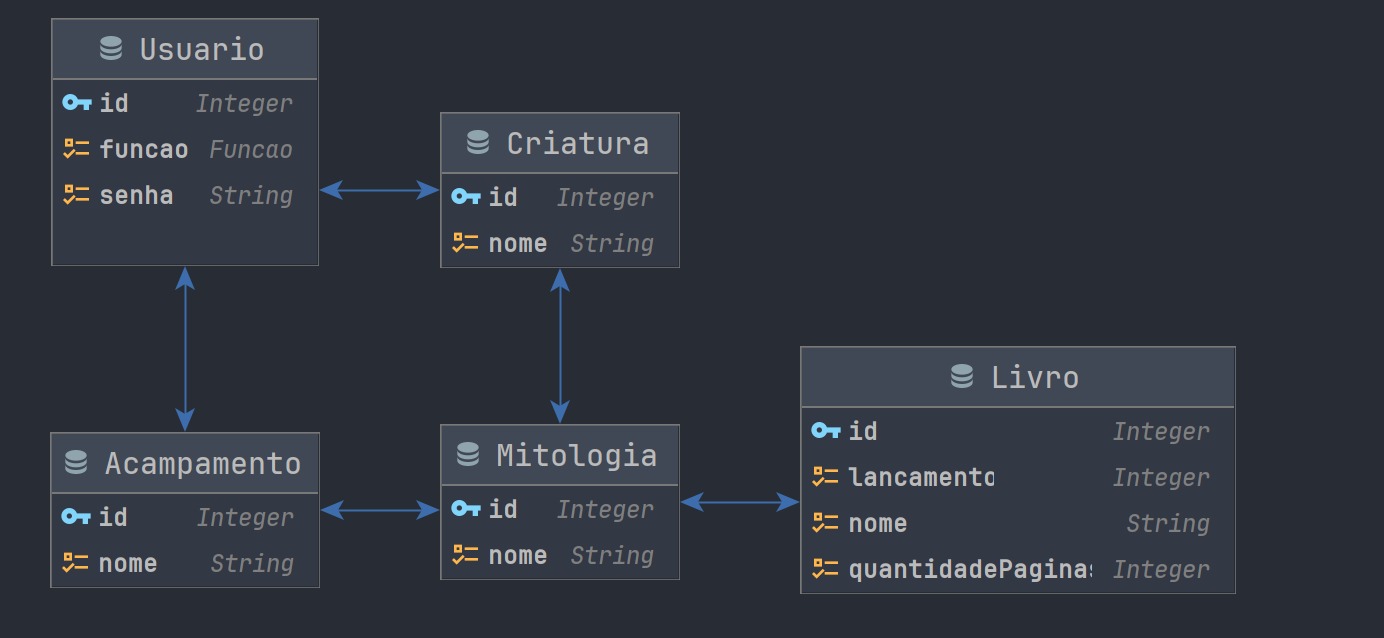 Usuario
id Integer
funcao Funcao
senha String
Criatura
id Integer
nome String
Acampamento
id Integer
nome String
Mitologia
id Integer
nome String
Livro
id Integer
lancamento Integer
nome String
quantidadePaginas Integer